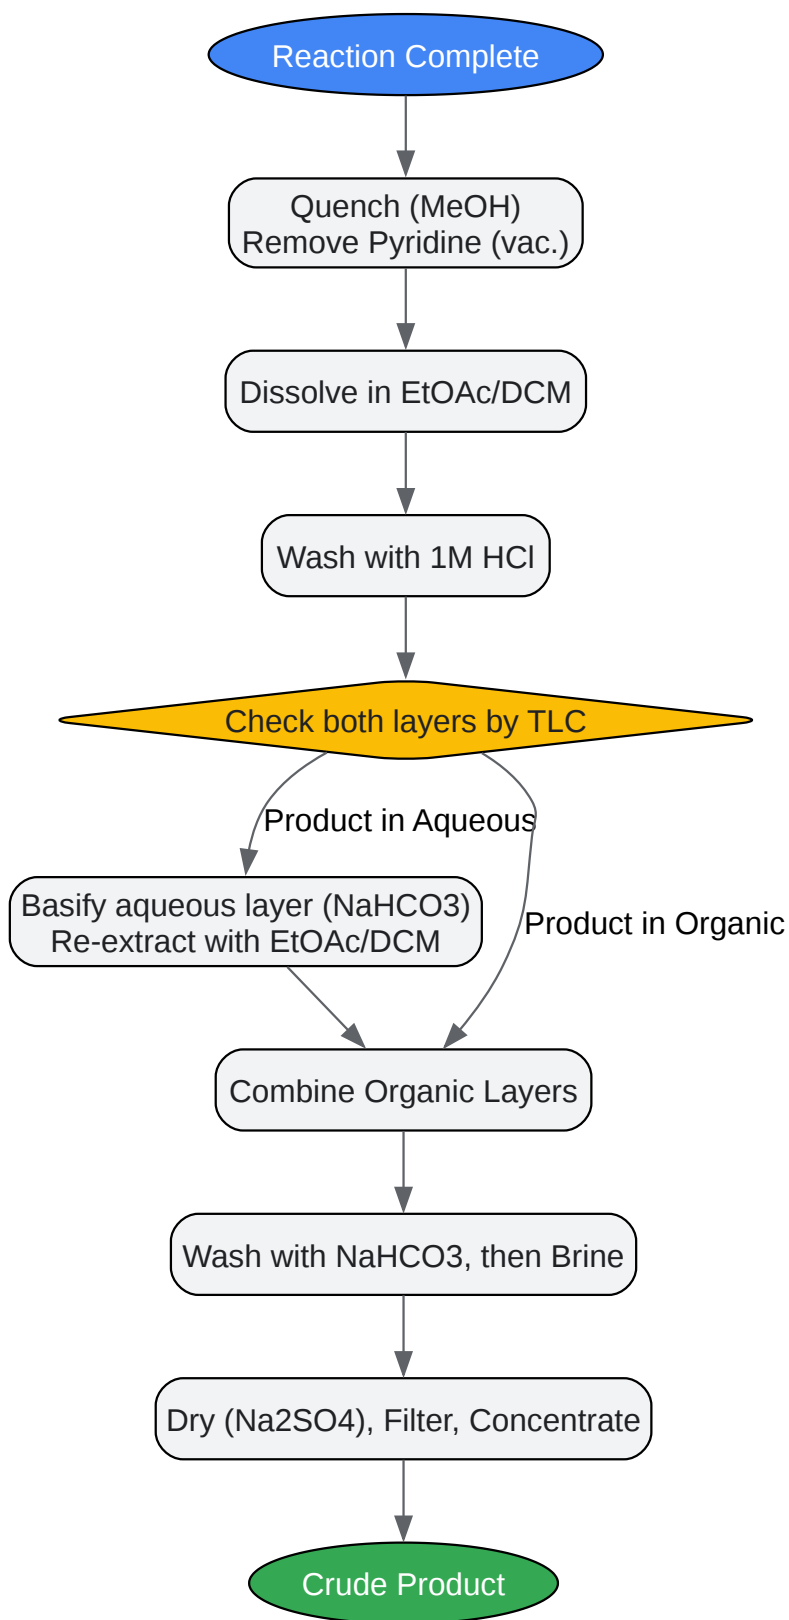 Reaction Complete
Quench (MeOH)
Remove Pyridine (vac.)
Dissolve in EtOAc/DCM
Wash with 1M HCl
Check both layers by TLC
Product in Aqueous
Basify aqueous layer (NaHCO3)
Re-extract with EtOAc/DCM
Product in Organic
Combine Organic Layers
Wash with NaHCO3, then Brine
Dry (Na2SO4), Filter, Concentrate
Crude Product